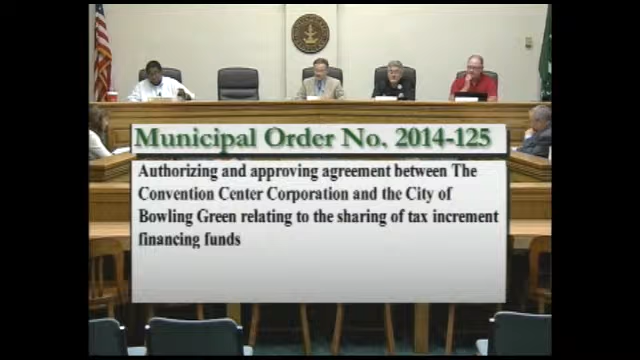 Municipal Order No. 2014-125
Authorizing and approving agreement between The
Convention Center Corporation and the City of
Bowling Green relating to the sharing of tax increment
financing funds